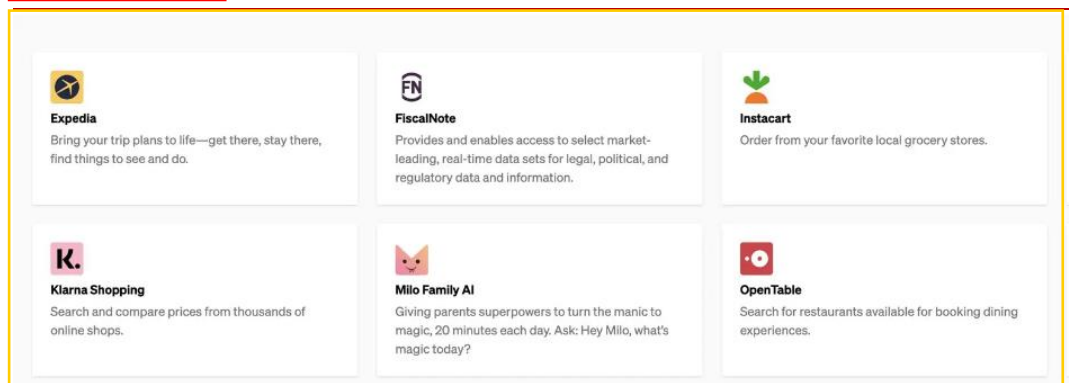 FN
Expedia
Bring your trip plans to life—get there, stay there,
find things to see and do.
FiscalNote
Provides and enables access to select market-
leading, real-time data sets for legal, political, and
regulatory data and information.
Instacart
Order from your favorite local grocery stores.
K.
Klarna Shopping
Search and compare prices from thousands of
online shops.
Milo Family AI
Giving parents superpowers to turn the manic to
magic, 20 minutes each day. Ask: Hey Milo, what's
magic today?
OpenTable
Search for restaurants available for booking dining
experiences.